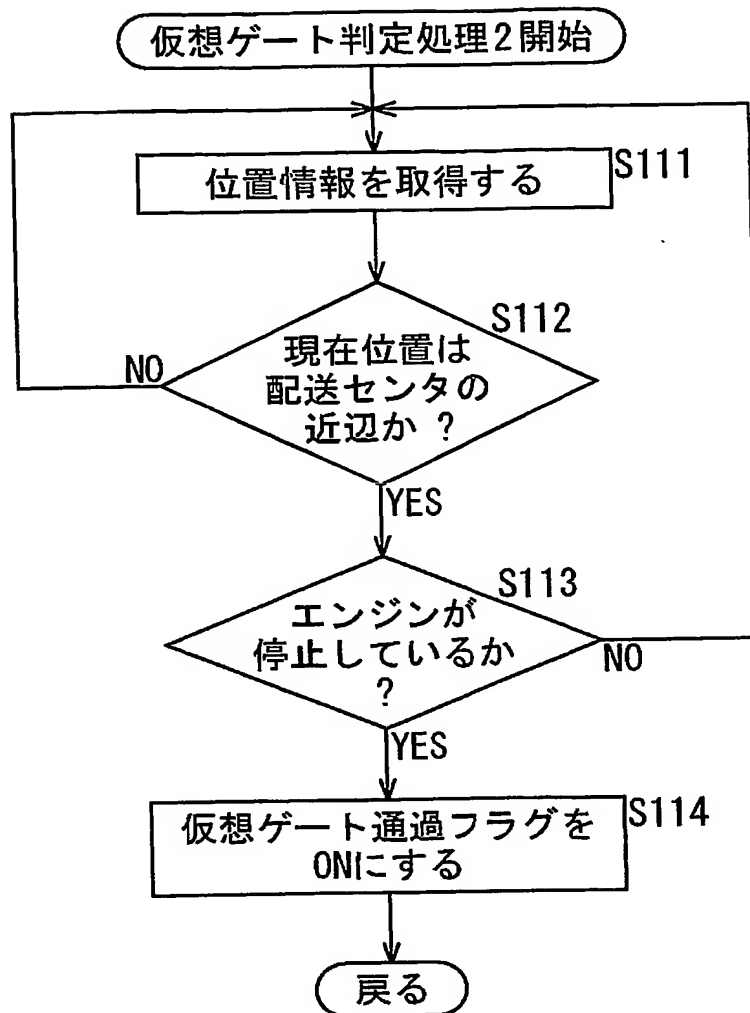 仮想ゲート判定処理2開始
位置情報を取得する
S111
S112
現在位置は
配送センタの
近辺か ?
NO
YES
S113
エンジンが
停止しているか
?
NO
YES
仮想ゲート通過フラグを
ONにする
S114
戻る